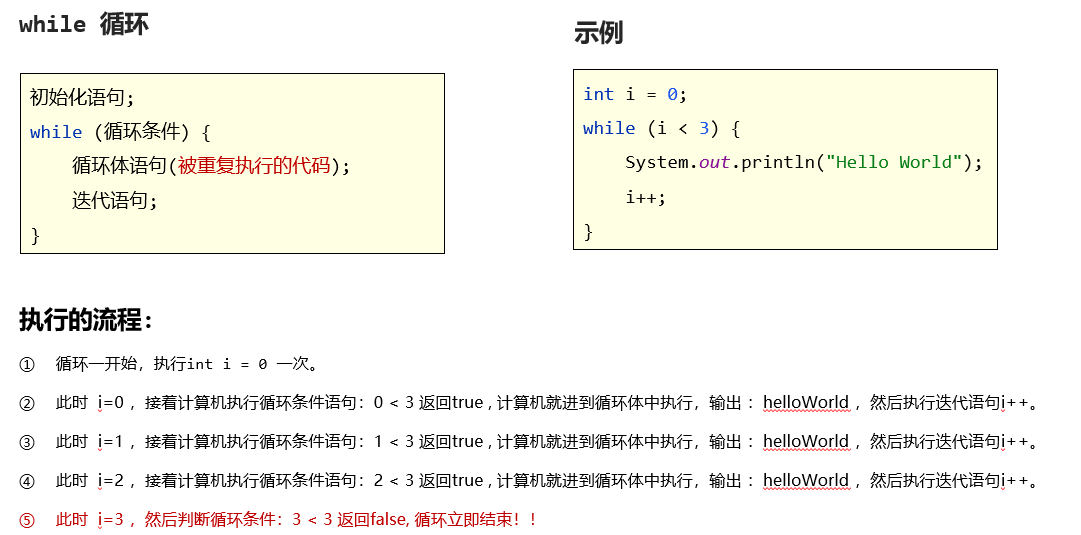 while 循环
初始化语句;
while (循环条件) {
    循环体语句(被重复执行的代码);
    迭代语句;
}
示例
int i = 0;
while (i < 3) {
    System.out.println("Hello World");
    i++;
}
执行的流程：
① 循环一开始，执行int i = 0 一次。
② 此时 i=0 ，接着计算机执行循环条件语句：0 < 3 返回true , 计算机就进到循环体中执行，输出 ：helloWorld ，然后执行迭代语句i++。
③ 此时 i=1 ，接着计算机执行循环条件语句：1 < 3 返回true , 计算机就进到循环体中执行，输出 ：helloWorld ，然后执行迭代语句i++。
④ 此时 i=2 ，接着计算机执行循环条件语句：2 < 3 返回true , 计算机就进到循环体中执行，输出 ：helloWorld ，然后执行迭代语句i++。
⑤ 此时 i=3 ，然后判断循环条件：3 < 3 返回false, 循环立即结束！！